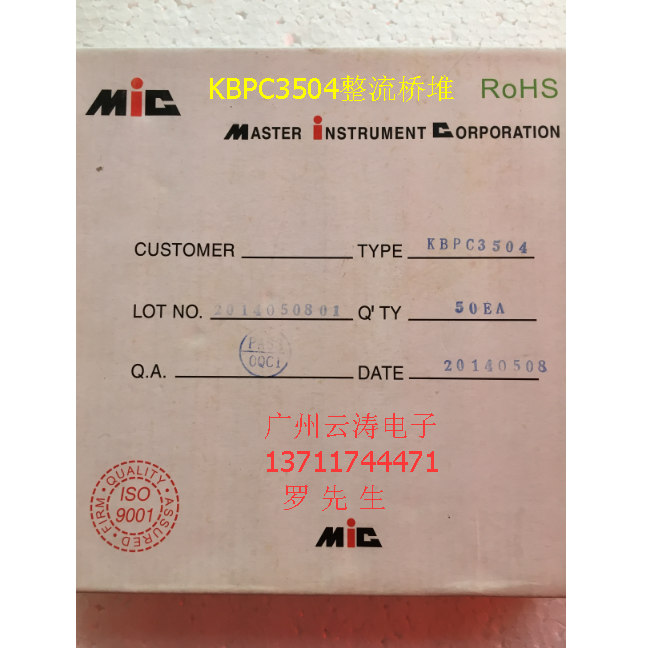 MiC
KBPC3504整流桥堆
RoHS
MASTER iNSTRUMENT CORPORATION
CUSTOMER
TYPE KBPC3504
LOT NO. 2014050801
Q' TY 50EA
Q.A. PASS
OQC1
DATE 20140508
广州云涛电子
13711744471
罗先生
FIRM · QUALITY · ASSURED ·
ISO
9001
MiC